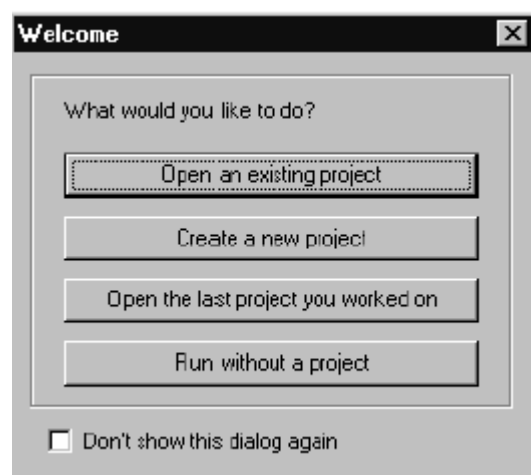 Welcome
What would you like to do?
Open an existing project
Create a new project
Open the last project you worked on
Run without a project
Don't show this dialog again